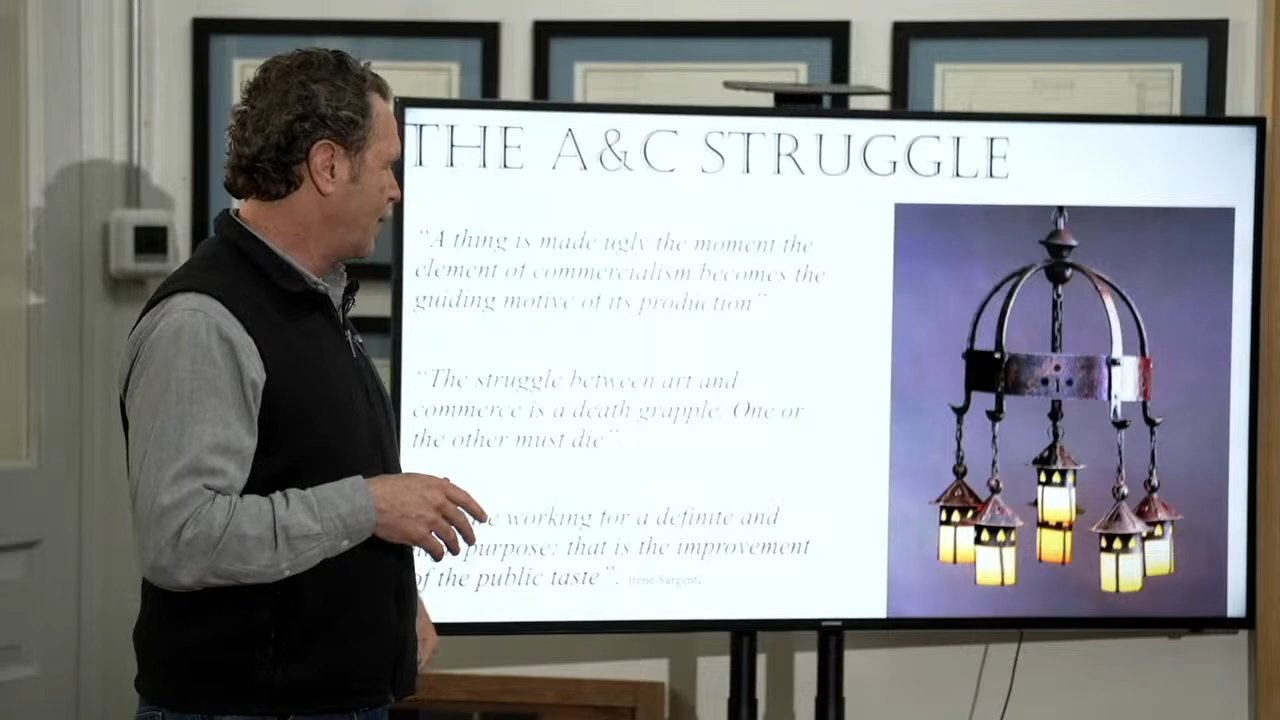 THE A&C STRUGGLE
"A thing is made ugly the moment the
element of commercialism becomes the
guiding motive of its production"
"The struggle between art and
commerce is a death grapple. One or
the other must die".
working for a definite and
purpose: that is the improvement
of the public taste". Irene Sargent,